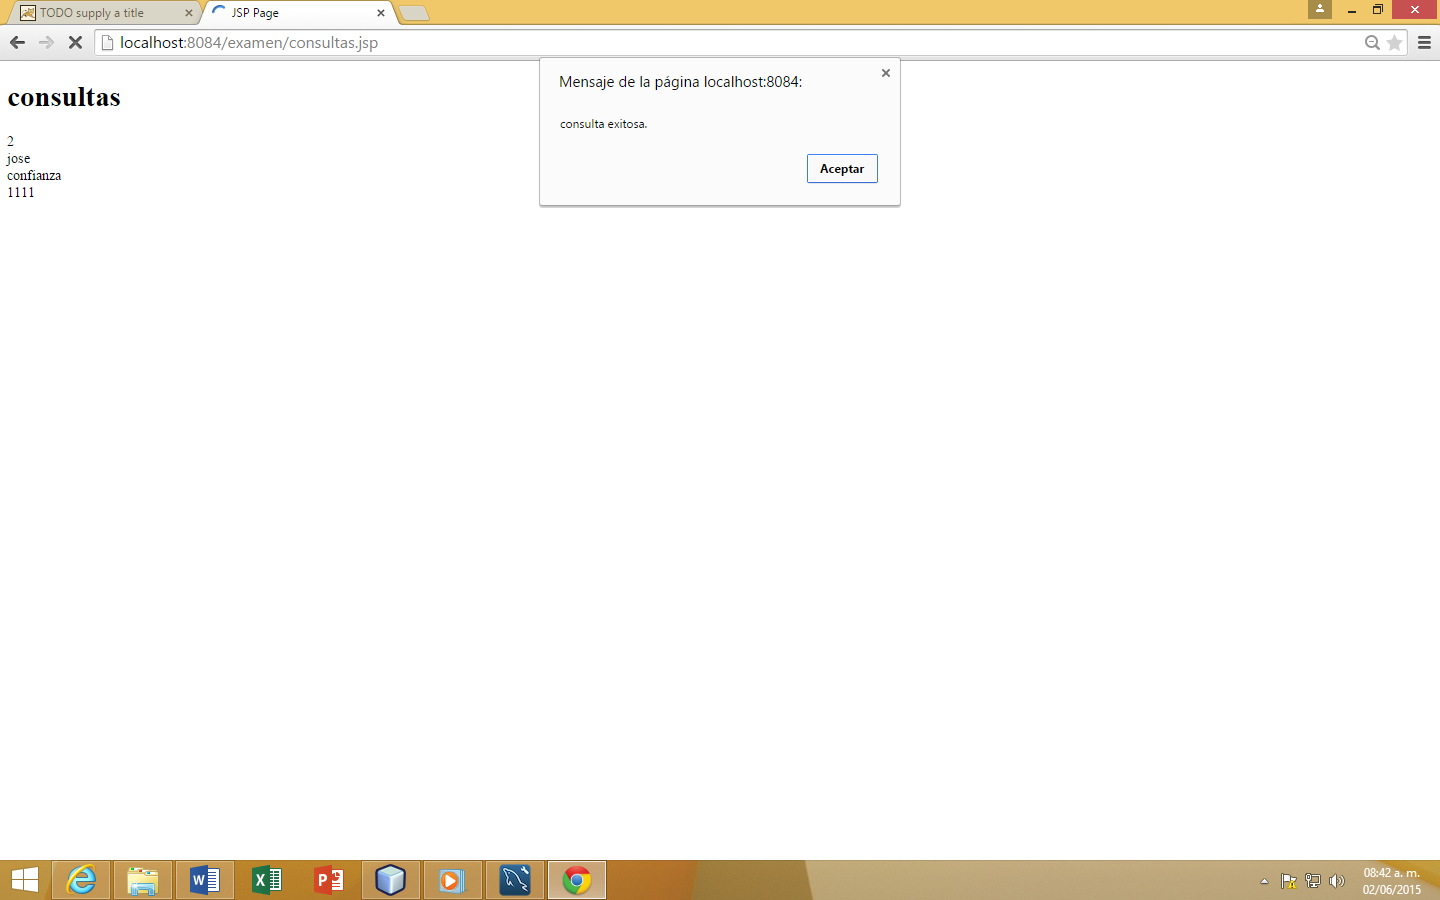 TODO supply a title
JSP Page
localhost:8084/examen/consultas.jsp
Mensaje de la página localhost:8084:
consulta exitosa.
Aceptar
consultas
2
jose
confianza
1111
08:42 a. m.
02/06/2015